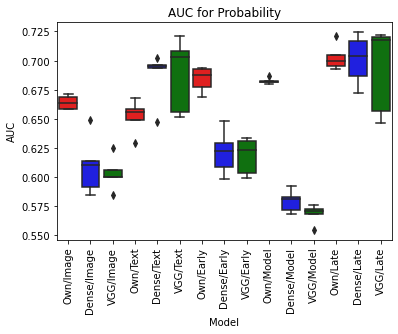 AUC for Probability
AUC
0.725
0.700
0.675
0.650
0.625
0.600
0.575
0.550
Own/Image
Dense/Image
VGG/Image
Own/Text
Dense/Text
VGG/Text
Own/Early
Dense/Early
VGG/Early
Own/Model
Dense/Model
VGG/Model
Own/Late
Dense/Late
VGG/Late
Model